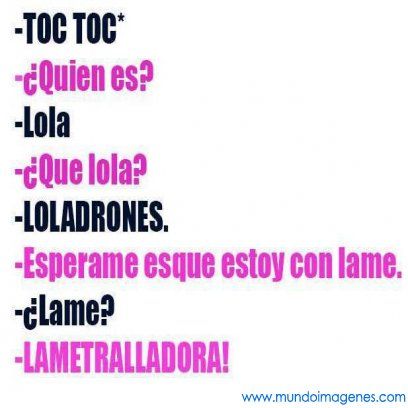 -TOC TOC*
-¿Quien es?
-Lola
-¿Que lola?
-LOLADRONES.
-Esperame esque estoy con lame.
-¿Lame?
-LAMETRALLADORA!
www.mundoimagenes.com